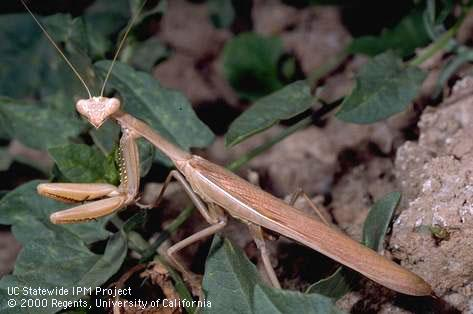 UC Statewide IPM Project
© 2000 Regents, University of California